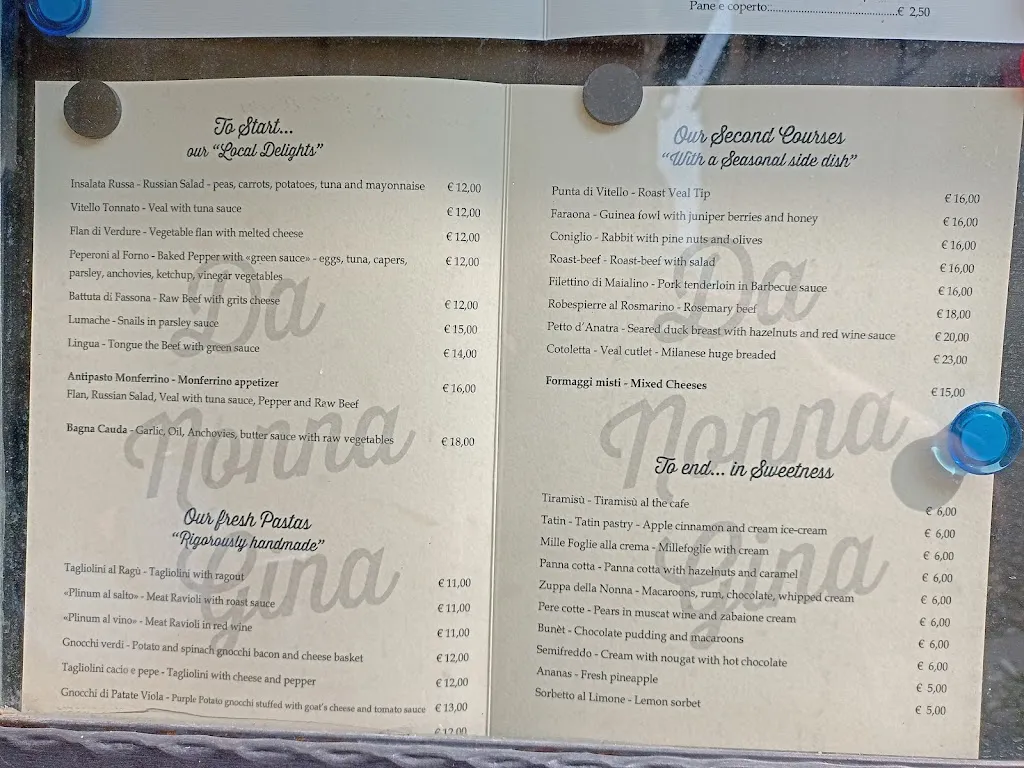 Pane e coperto:..............................................€ 2,50
To Start...
our "Local Delights"
Insalata Russa - Russian Salad - peas, carrots, potatoes, tuna and mayonnaise € 12,00
Vitello Tonnato - Veal with tuna sauce € 12,00
Flan di Verdure - Vegetable flan with melted cheese € 12,00
Peperoni al Forno - Baked Pepper with «green sauce» - eggs, tuna, capers, € 12,00
parsley, anchovies, ketchup, vinegar vegetables
Battuta di Fassona - Raw Beef with grits cheese € 12,00
Lumache - Snails in parsley sauce € 15,00
Lingua - Tongue the Beef with green sauce € 14,00
Antipasto Monferrino - Monferrino appetizer € 16,00
Flan, Russian Salad, Veal with tuna sauce, Pepper and Raw Beef
Bagna Cauda - Garlic, Oil, Anchovies, butter sauce with raw vegetables € 18,00
Our fresh Pastas
"Rigorously handmade"
Tagliolini al Ragù - Tagliolini with ragout € 11,00
«Plinum al salto» - Meat Ravioli with roast sauce € 11,00
«Plinum al vino» - Meat Ravioli in red wine € 11,00
Gnocchi verdi - Potato and spinach gnocchi bacon and cheese basket € 12,00
Tagliolini cacio e pepe - Tagliolini with cheese and pepper € 12,00
Gnocchi di Patate Viola - Purple Potato gnocchi stuffed with goat's cheese and tomato sauce € 13,00
€ 12,00
Da
Nonna
Gina
Our Second Courses
"With a Seasonal side dish"
Punta di Vitello - Roast Veal Tip € 16,00
Faraona - Guinea fowl with juniper berries and honey € 16,00
Coniglio - Rabbit with pine nuts and olives € 16,00
Roast-beef - Roast-beef with salad € 16,00
Filettino di Maialino - Pork tenderloin in Barbecue sauce € 16,00
Robespierre al Rosmarino - Rosemary beef € 18,00
Petto d'Anatra - Seared duck breast with hazelnuts and red wine sauce € 20,00
Cotoletta - Veal cutlet - Milanese huge breaded € 23,00
Formaggi misti - Mixed Cheeses € 15,00
To end... in Sweetness
Tiramisù - Tiramisù al the cafe € 6,00
Tatin - Tatin pastry - Apple cinnamon and cream ice-cream € 6,00
Mille Foglie alla crema - Millefoglie with cream € 6,00
Panna cotta - Panna cotta with hazelnuts and caramel € 6,00
Zuppa della Nonna - Macaroons, rum, chocolate, whipped cream € 6,00
Pere cotte - Pears in muscat wine and zabaione cream € 6,00
Bunèt - Chocolate pudding and macaroons € 6,00
Semifreddo - Cream with nougat with hot chocolate € 6,00
Ananas - Fresh pineapple € 5,00
Sorbetto al Limone - Lemon sorbet € 5,00
Da
Nonna
Gina